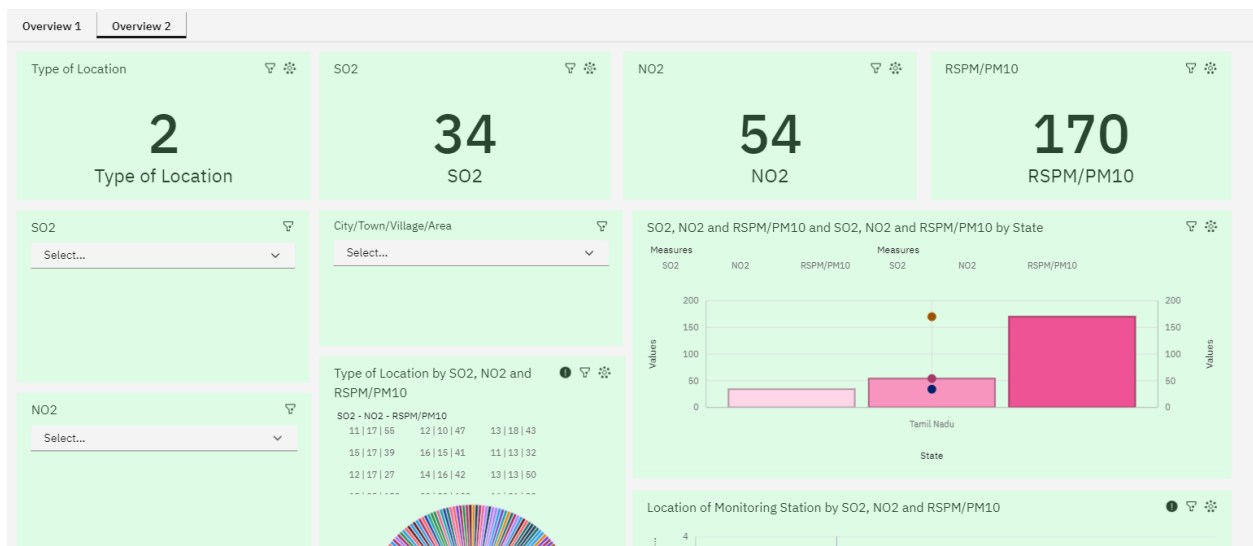 Overview 1 Overview 2
Type of Location
2
Type of Location
SO2
34
SO2
NO2
54
NO2
RSPM/PM10
170
RSPM/PM10
SO2
Select...
City/Town/Village/Area
Select...
SO2, NO2 and RSPM/PM10 and SO2, NO2 and RSPM/PM10 by State
Measures Measures
SO2 NO2 RSPM/PM10 SO2 NO2 RSPM/PM10
200 200
150 150
100 100
50 50
0 0
Values Values
Tamil Nadu
State
NO2
Select...
Type of Location by SO2, NO2 and
RSPM/PM10
SO2 - NO2 - RSPM/PM10
11 | 17 | 55 12 | 10 | 47 13 | 18 | 43
15 | 17 | 39 16 | 15 | 41 11 | 13 | 32
12 | 17 | 27 14 | 16 | 42 13 | 13 | 50
Location of Monitoring Station by SO2, NO2 and RSPM/PM10
4